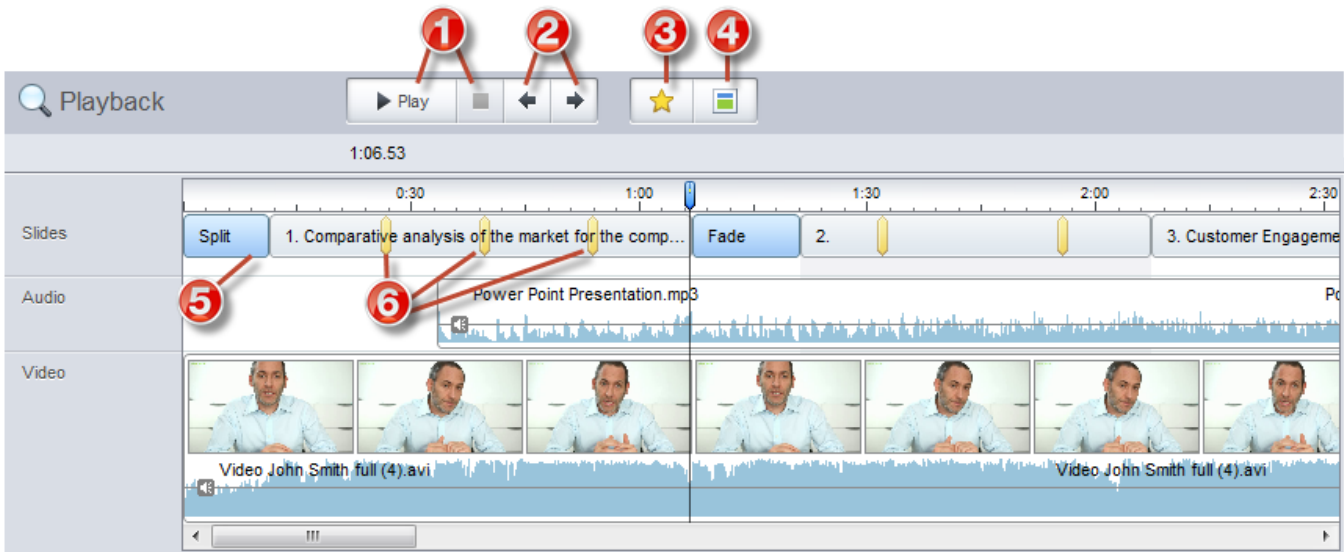 1 2 3 4
Playback
Play
1:06.53
0:30 1:00 1:30 2:00 2:30
Slides
Split 1. Comparative analysis of the market for the comp... Fade 2. 3. Customer Engageme
5 6
Audio
Power Point Presentation.mp3 Po
Video
Video John Smith full (4).avi Video John Smith full (4).avi